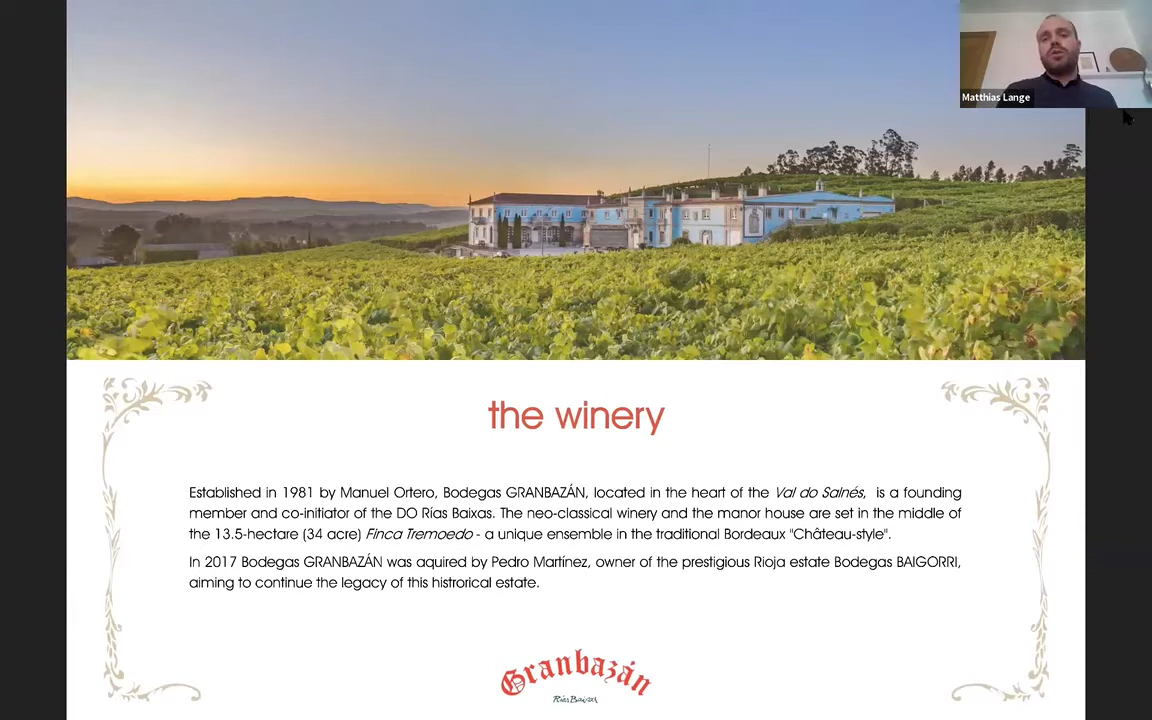 Matthias Lange
the winery
Established in 1981 by Manuel Ortero, Bodegas GRANBAZÁN, located in the heart of the Val do Salnés, is a founding
member and co-initiator of the DO Rías Baixas. The neo-classical winery and the manor house are set in the middle of
the 13.5-hectare (34 acre) Finca Tremoedo - a unique ensemble in the traditional Bordeaux "Château-style".
In 2017 Bodegas GRANBAZÁN was aquired by Pedro Martínez, owner of the prestigious Rioja estate Bodegas BAIGORRI,
aiming to continue the legacy of this histrorical estate.
Granbazán
Rías Baixas